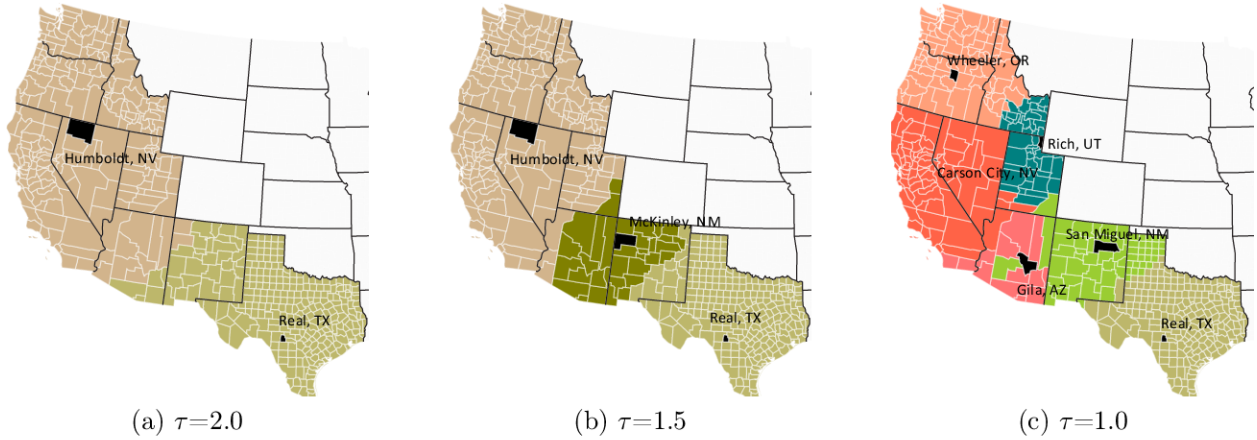 Humboldt, NV
Real, TX
(a) τ=2.0
Humboldt, NV
McKinley, NM
Real, TX
(b) τ=1.5
Wheeler, OR
Rich, UT
Carson City, NV
San Miguel, NM
Gila, AZ
Real, TX
(c) τ=1.0